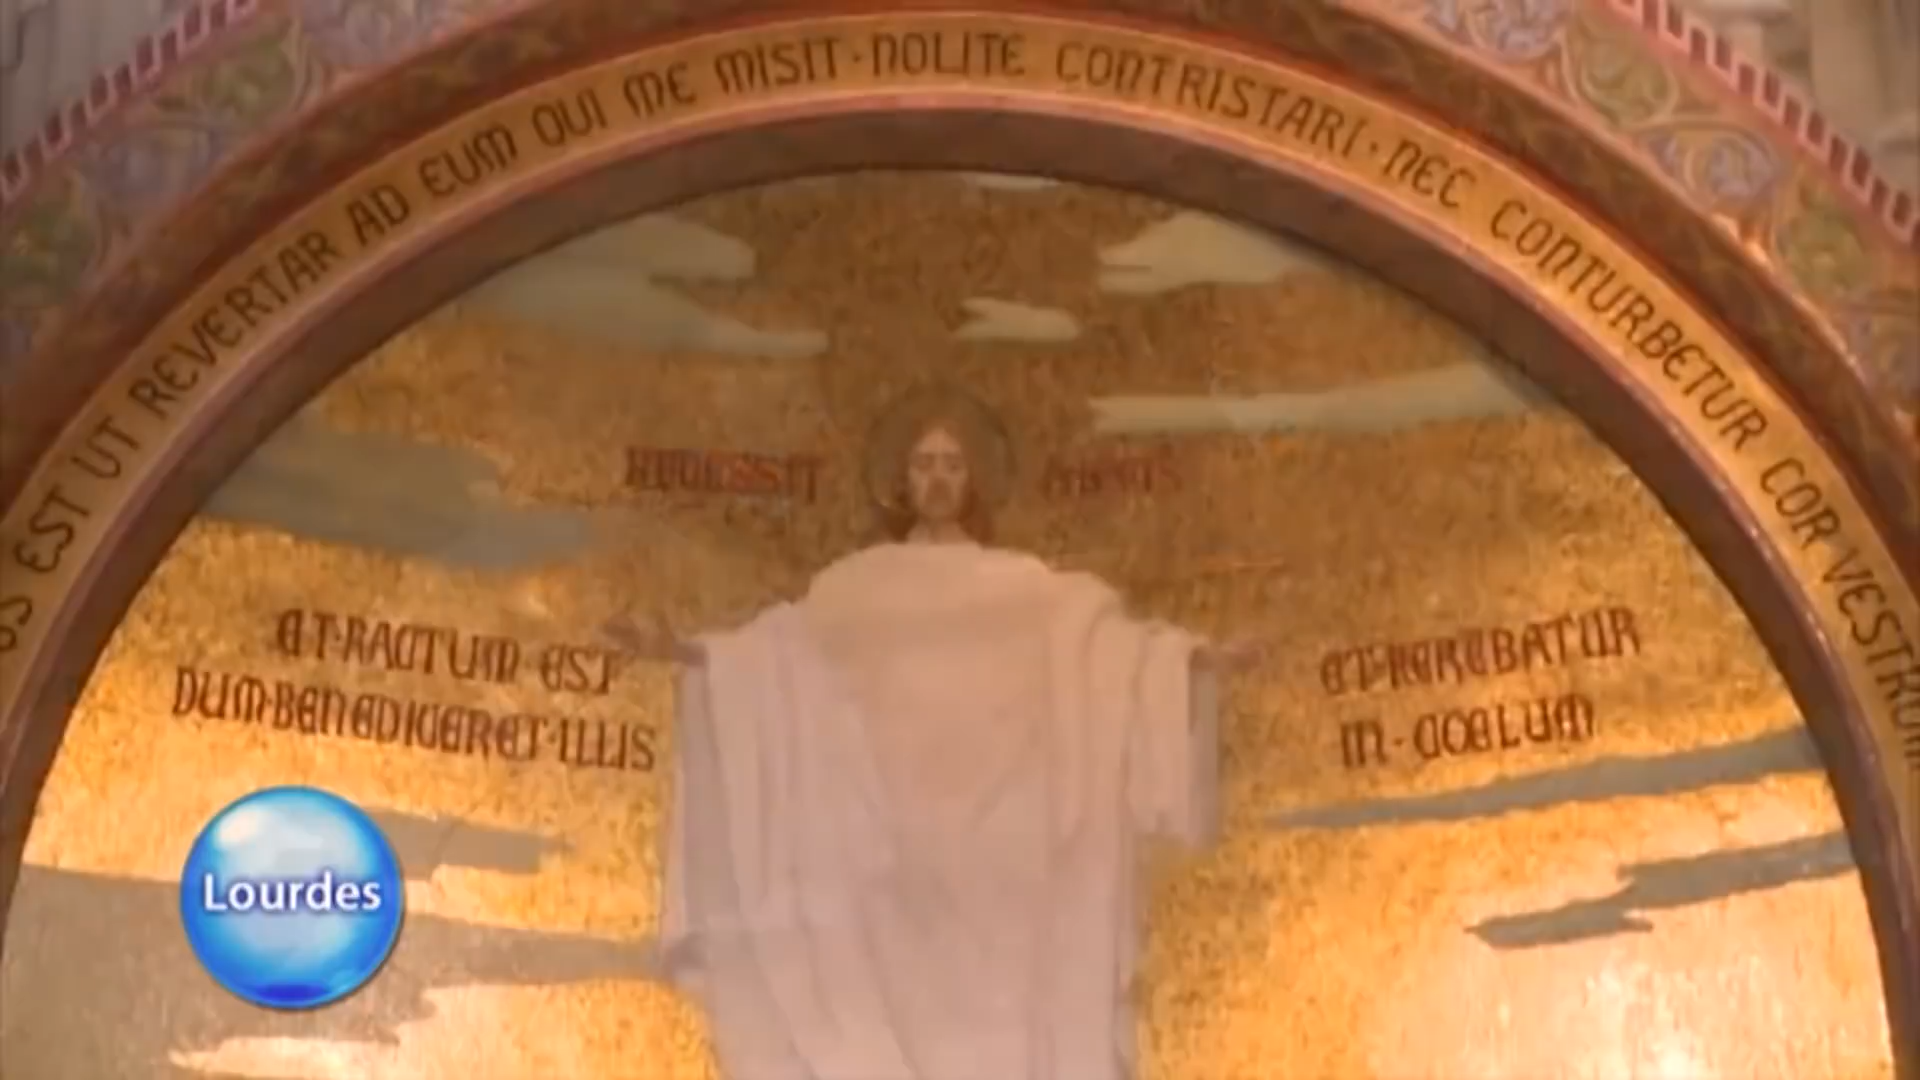 EST UT REVERTAR AD EUM QUI ME MISIT · NOLITE CONTRISTARI · NEC CONTURBETUR COR VESTRUM
ET·FACTUM·EST
DUM·BENEDICERET·ILLIS
ET·FEREBATUR
IN·COELUM
Lourdes